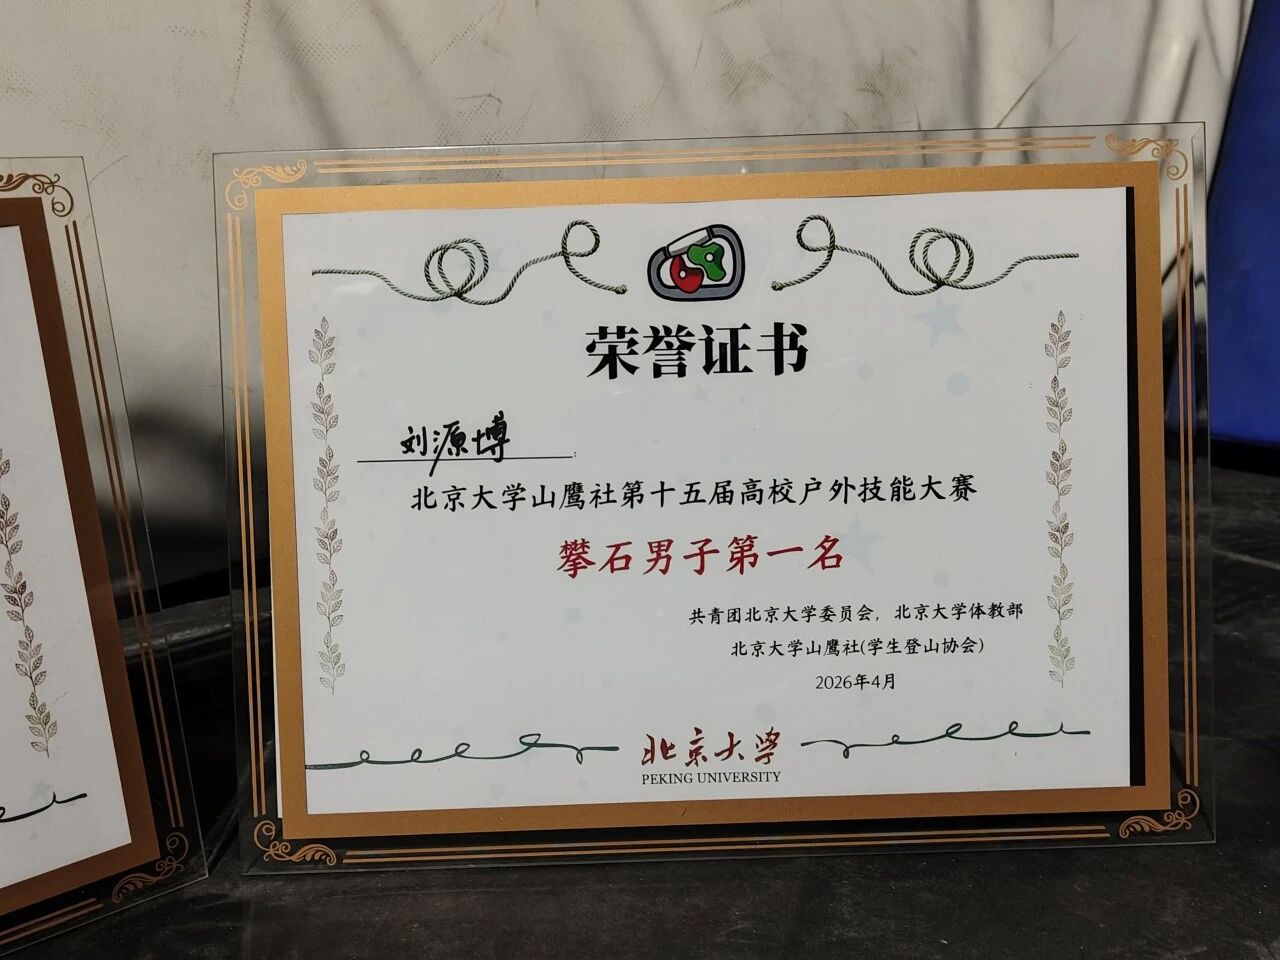 荣誉证书
刘源博:
北京大学山鹰社第十五届高校户外技能大赛
攀石男子第一名
共青团北京大学委员会，北京大学体教部
北京大学山鹰社(学生登山协会)
2026年4月
北京大学
PEKING UNIVERSITY